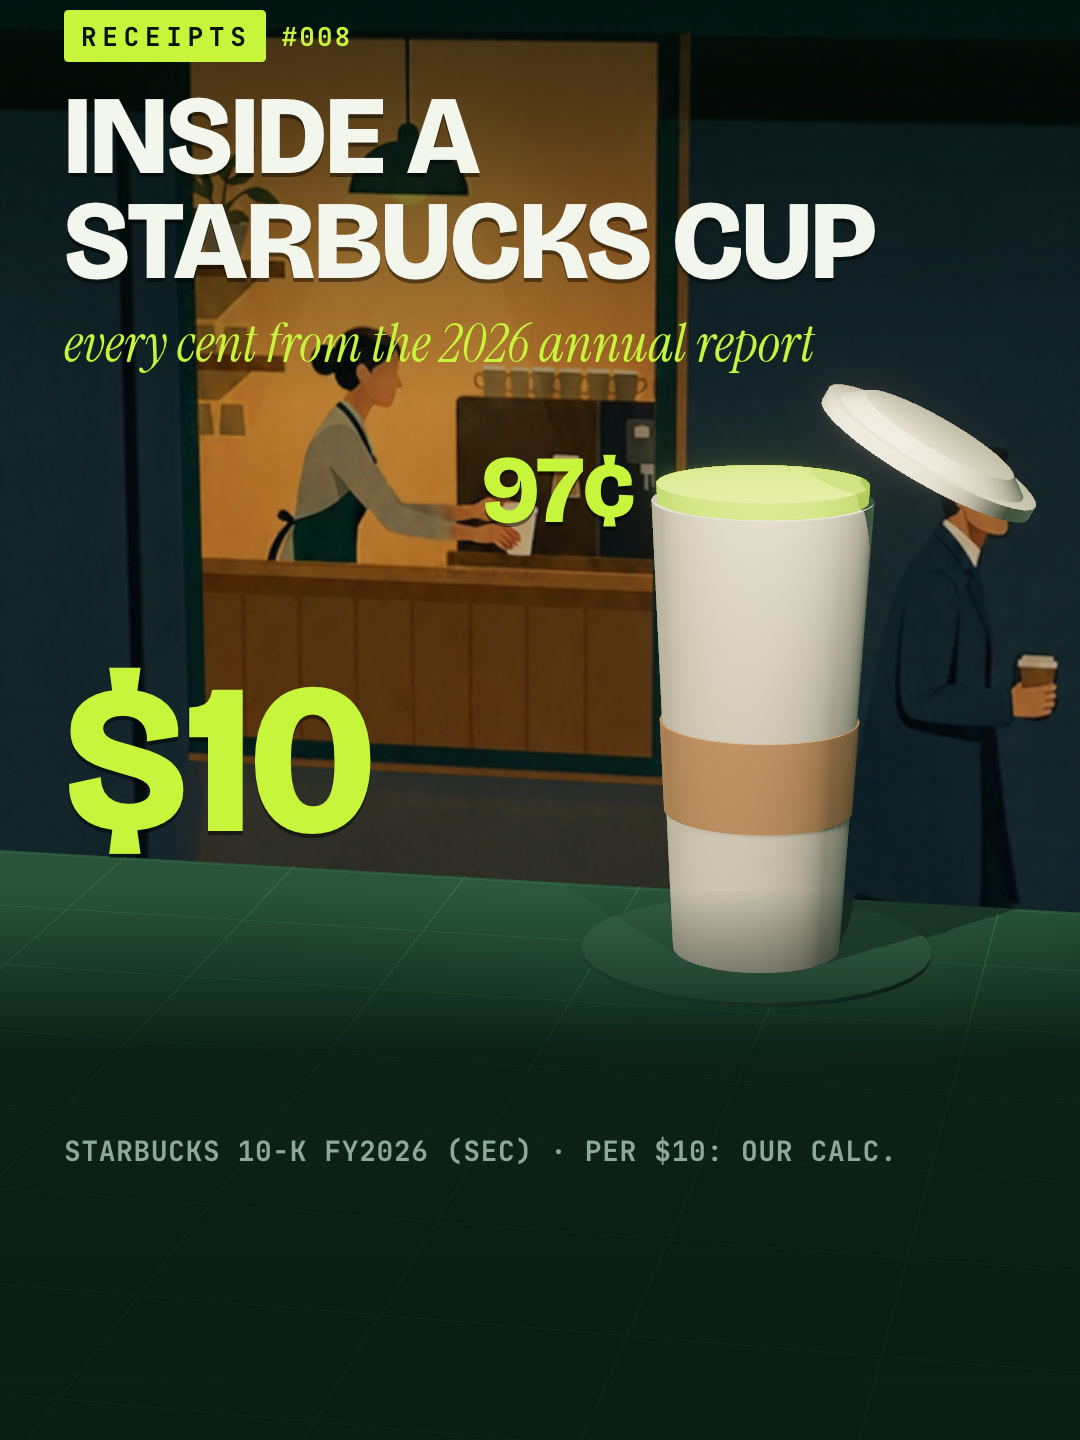 RECEIPTS #008
INSIDE A
STARBUCKS CUP
every cent from the 2026 annual report
97¢
$10
STARBUCKS 10-K FY2026 (SEC) · PER $10: OUR CALC.